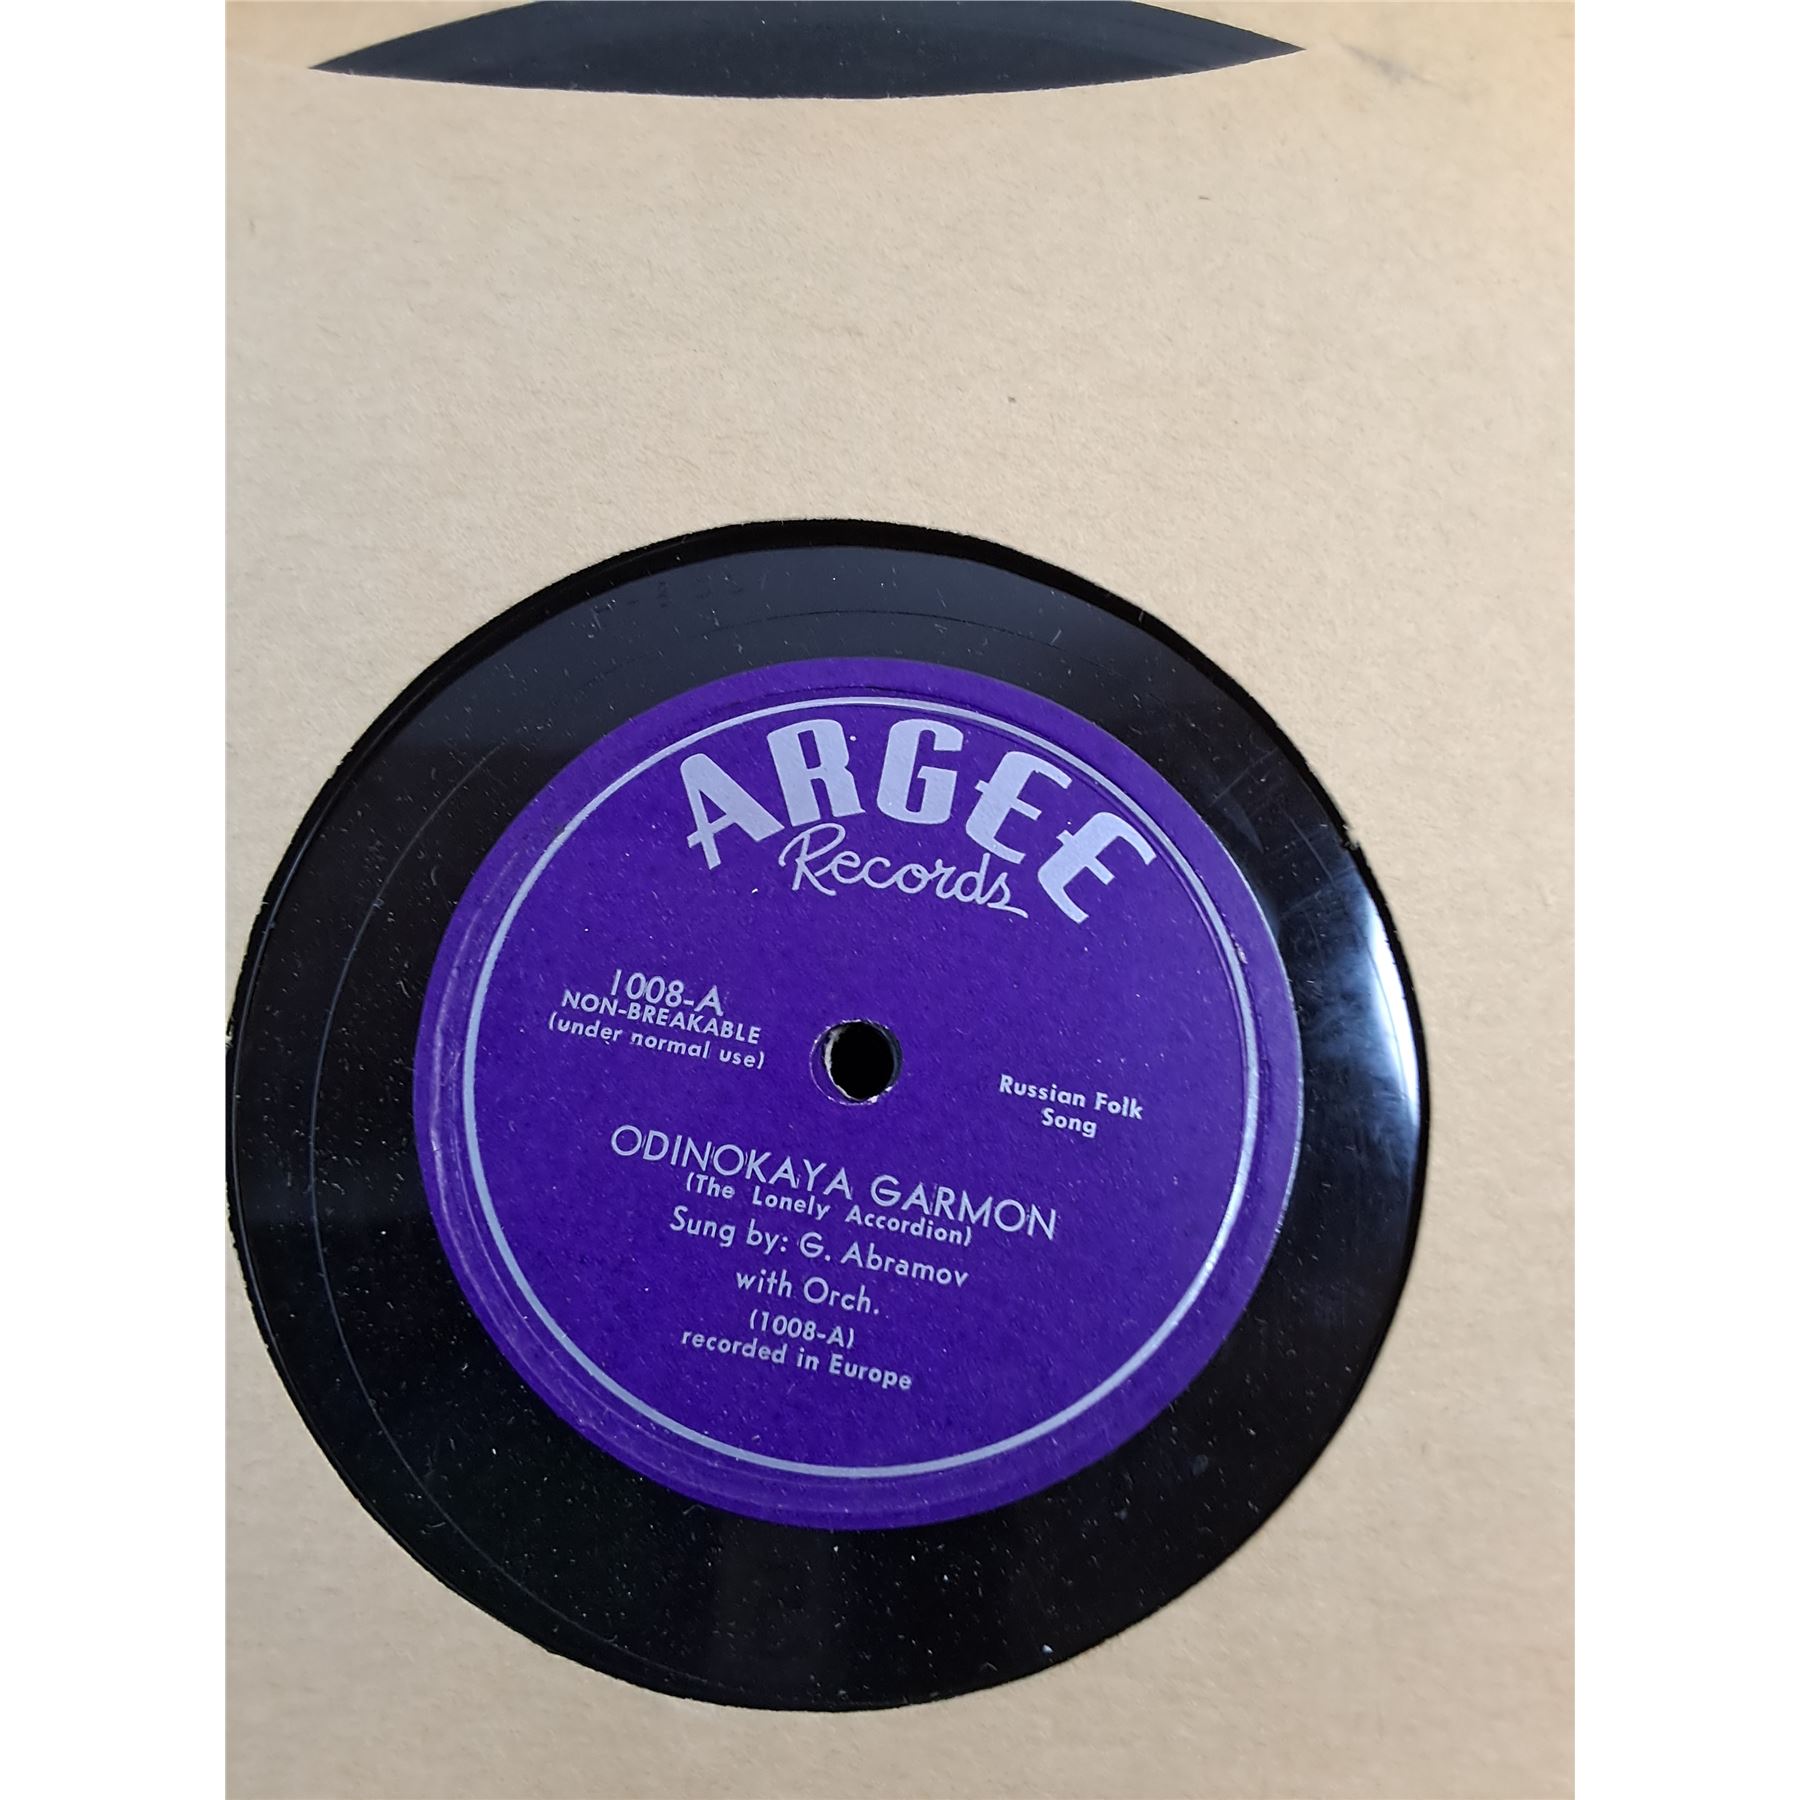 ARGEE
Records
1008-A
NON-BREAKABLE
(under normal use)
Russian Folk
Song
ODINOKAYA GARMON
(The Lonely Accordion)
Sung by: G. Abramov
with Orch.
(1008-A)
recorded in Europe